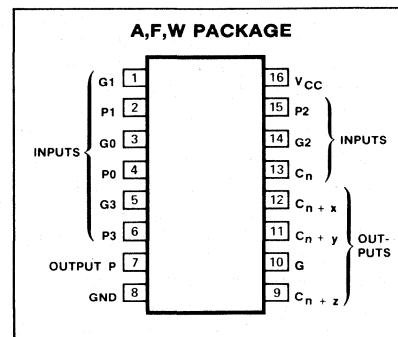 A,F,W PACKAGE
G1 1 16 VCC
P1 2 15 P2
G0 3 14 G2
INPUTS INPUTS
P0 4 13 Cn
G3 5 12 Cn + x
P3 6 11 Cn + y
OUT-
PUTS
OUTPUT P 7 10 G
GND 8 9 Cn + z